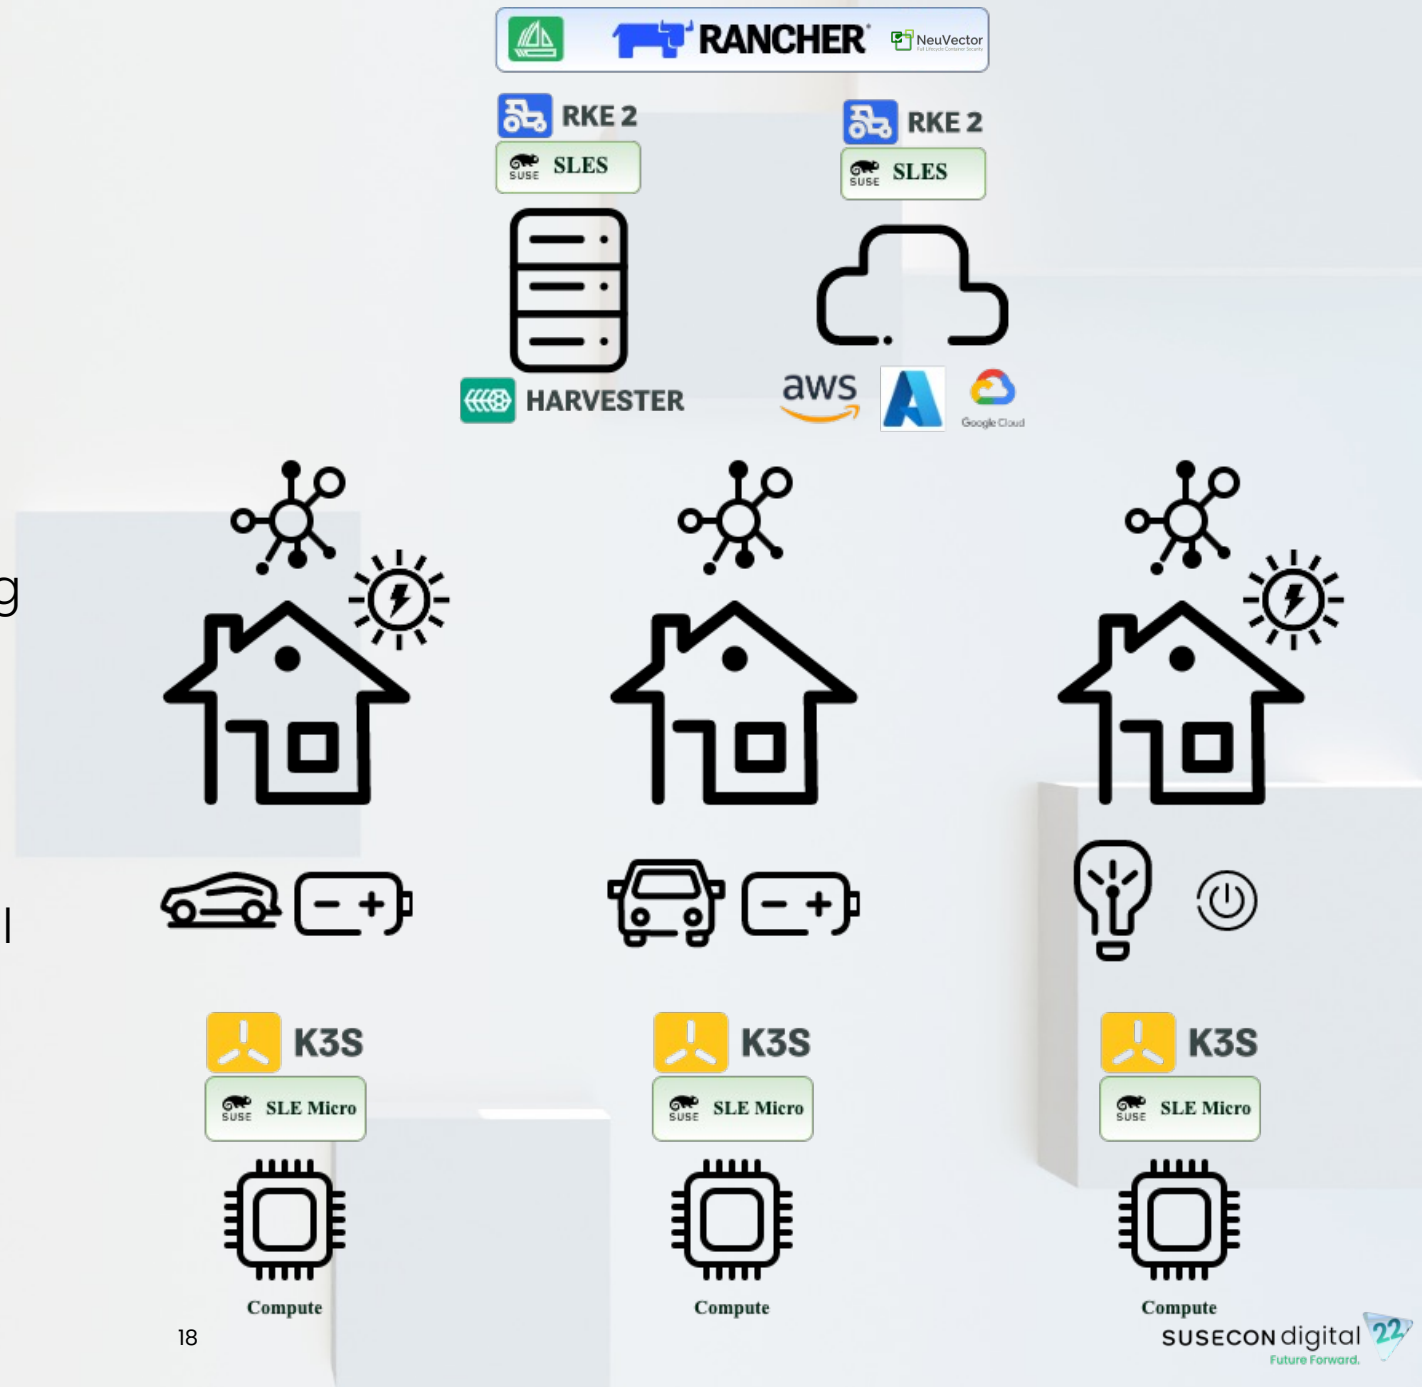 RANCHER
NeuVector
RKE 2
RKE 2
SUSE SLES
SUSE SLES
HARVESTER
aws
Google Cloud
g
l
K3S
K3S
K3S
SUSE SLE Micro
SUSE SLE Micro
SUSE SLE Micro
Compute
Compute
Compute
18
SUSECON digital 22
Future Forward.